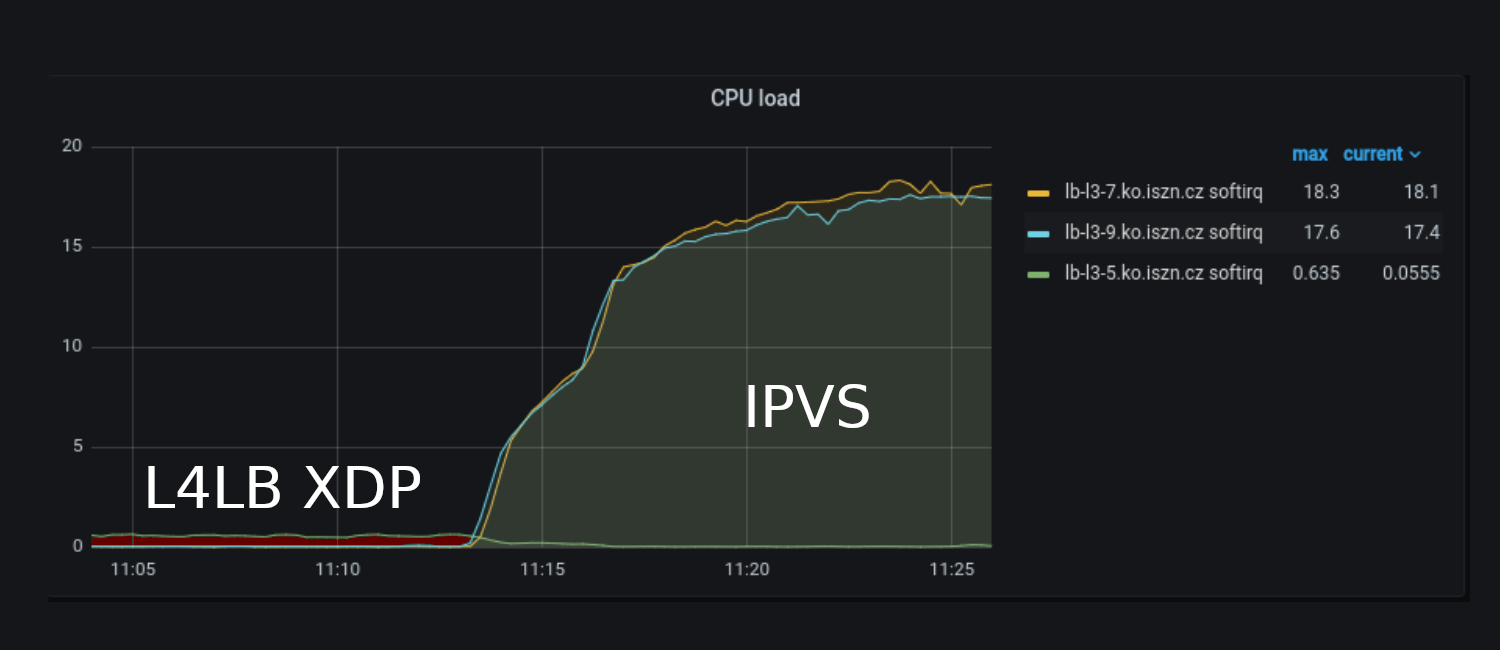 CPU load
20
15
10
5
0
11:05 11:10 11:15 11:20 11:25
L4LB XDP
IPVS
max current
lb-l3-7.ko.iszn.cz softirq 18.3 18.1
lb-l3-9.ko.iszn.cz softirq 17.6 17.4
lb-l3-5.ko.iszn.cz softirq 0.635 0.0555